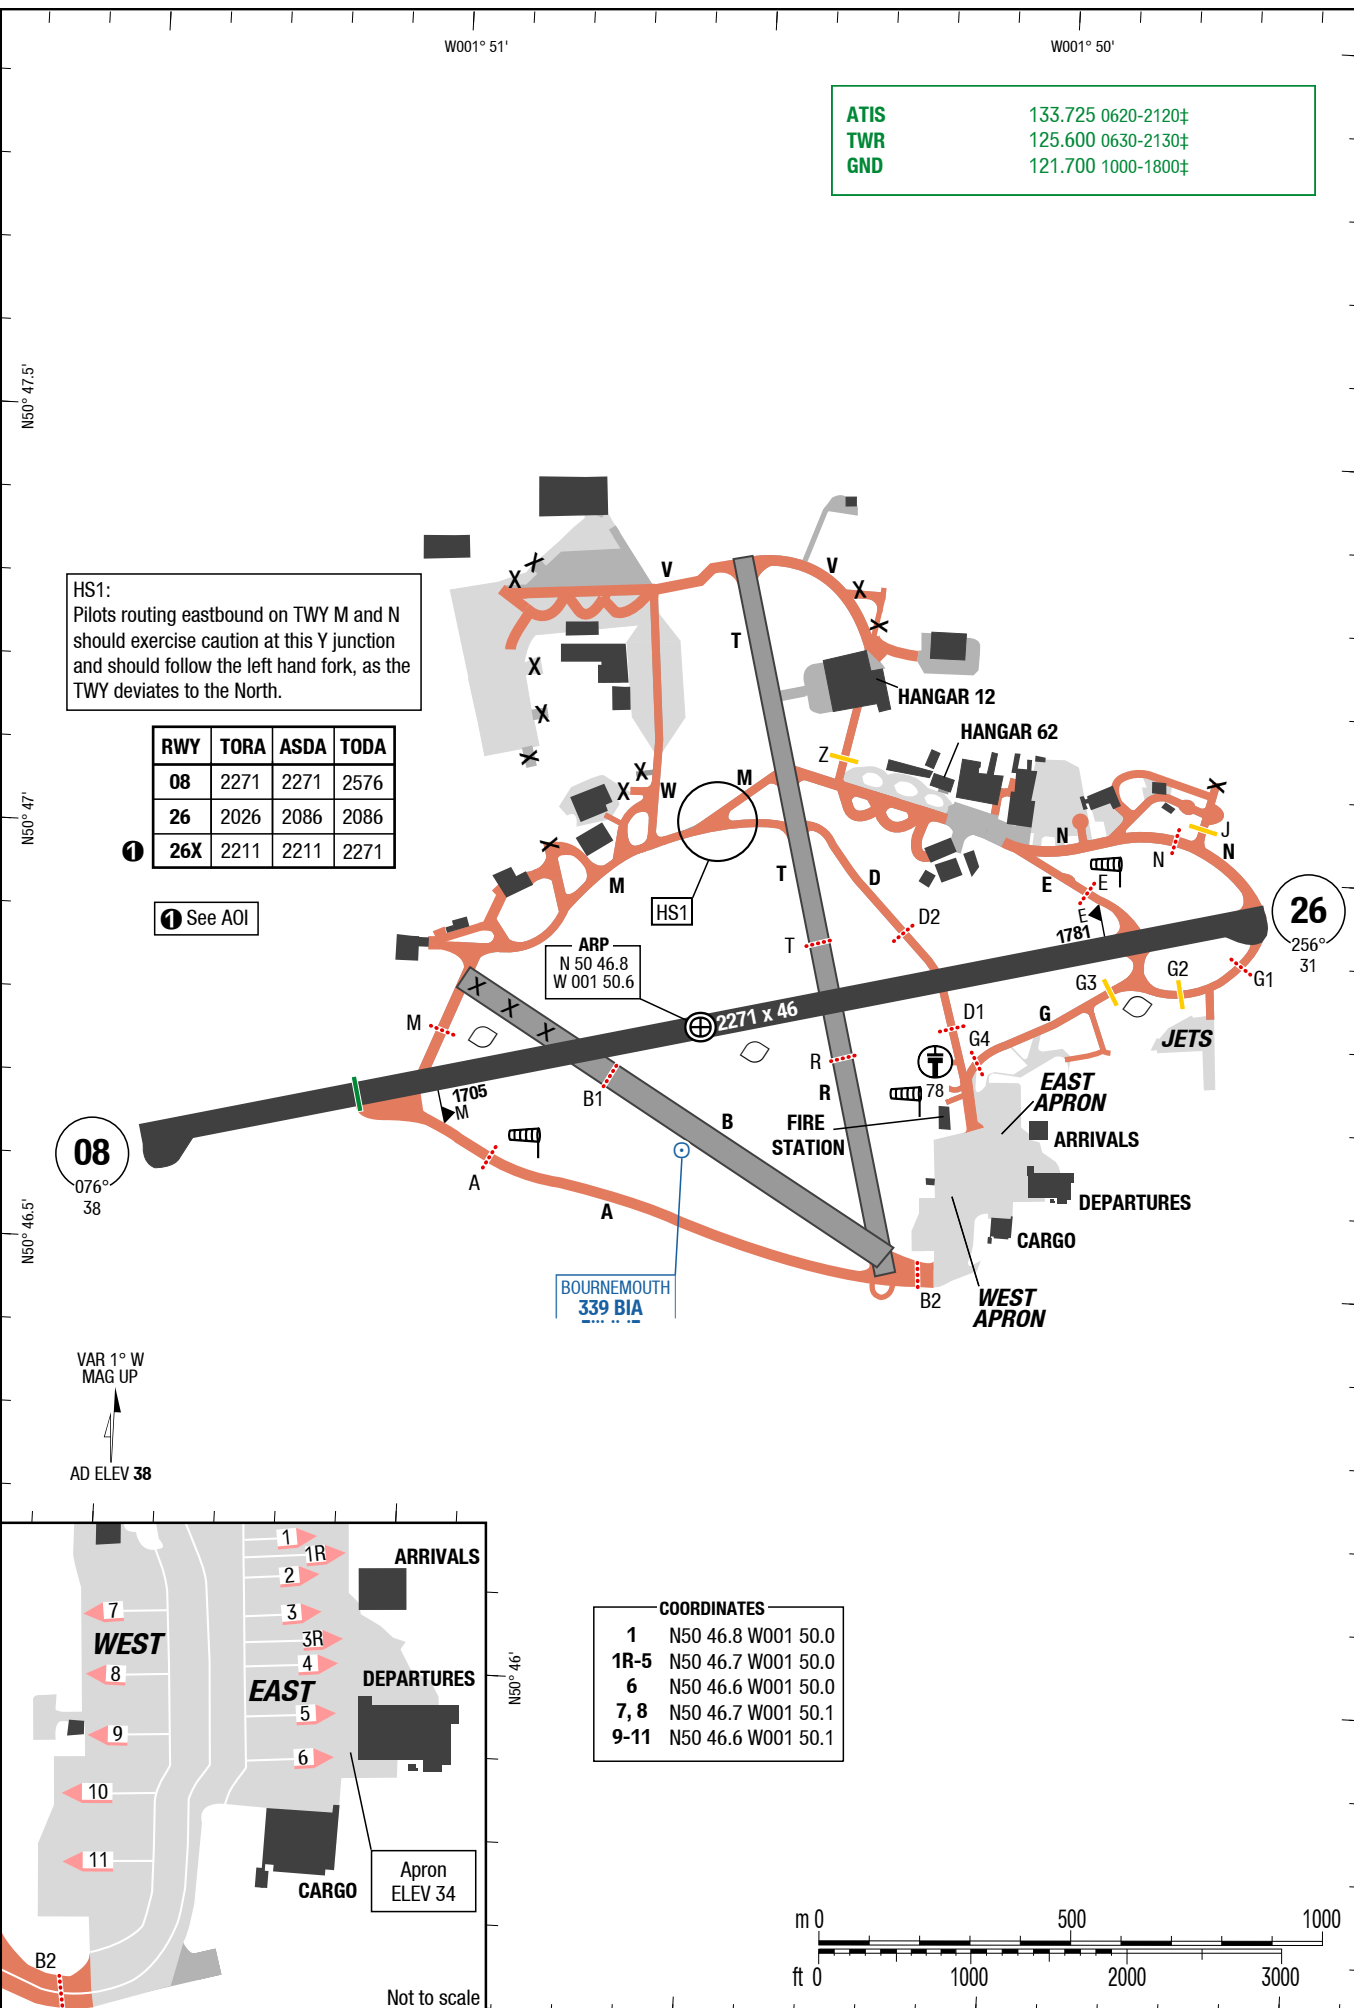 W001° 51'
W001° 50'
ATIS 133.725 0620-2120‡
TWR 125.600 0630-2130‡
GND 121.700 1000-1800‡
N50° 47.5'
HS1:
Pilots routing eastbound on TWY M and N
should exercise caution at this Y junction
and should follow the left hand fork, as the
TWY deviates to the North.
V
V
X
X
X
X
T
X
HANGAR 12
X
X
HANGAR 62
Z
RWY TORA ASDA TODA
08 2271 2271 2576
26 2026 2086 2086
❶ 26X 2211 2211 2271
N50° 47'
X
X
W
M
X
X
J
N
N
N
M
T
D
E
E
❶ See AOI
HS1
D2
E
1781
26
256°
31
ARP
N 50 46.8
W 001 50.6
T
G3
G2
G1
X
X
X
M
2271 x 46
D1
G
G4
JETS
R
B1
1705
M
R
78
EAST
APRON
B
FIRE
STATION
ARRIVALS
08
076°
38
A
A
DEPARTURES
CARGO
N50° 46.5'
BOURNEMOUTH
339 BIA
B2
WEST
APRON
VAR 1° W
MAG UP
AD ELEV 38
1
1R
2
ARRIVALS
7
3
WEST
3R
4
8
EAST
DEPARTURES
5
9
6
10
11
CARGO
Apron
ELEV 34
B2
Not to scale
N50° 46'
COORDINATES
1 N50 46.8 W001 50.0
1R-5 N50 46.7 W001 50.0
6 N50 46.6 W001 50.0
7, 8 N50 46.7 W001 50.1
9-11 N50 46.6 W001 50.1
m 0 500 1000
ft 0 1000 2000 3000